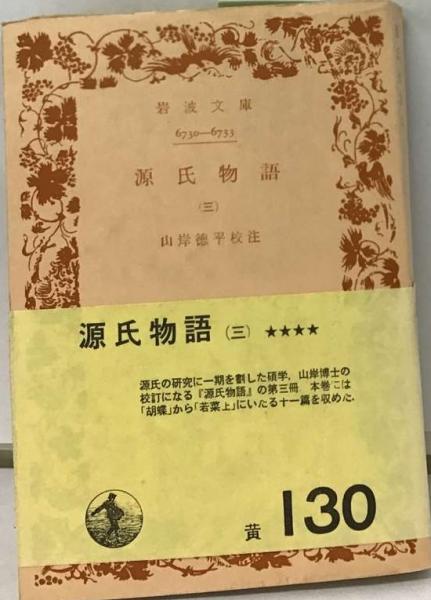 岩波文庫
6730—6733
源氏物語
(三)
山岸徳平校注
源氏物語(三)★★★★
源氏の研究に一期を劃した碩学，山岸博士の
校訂になる『源氏物語』の第三冊 本巻には
「胡蝶」から「若菜上」にいたる十一篇を収めた.
黄 130